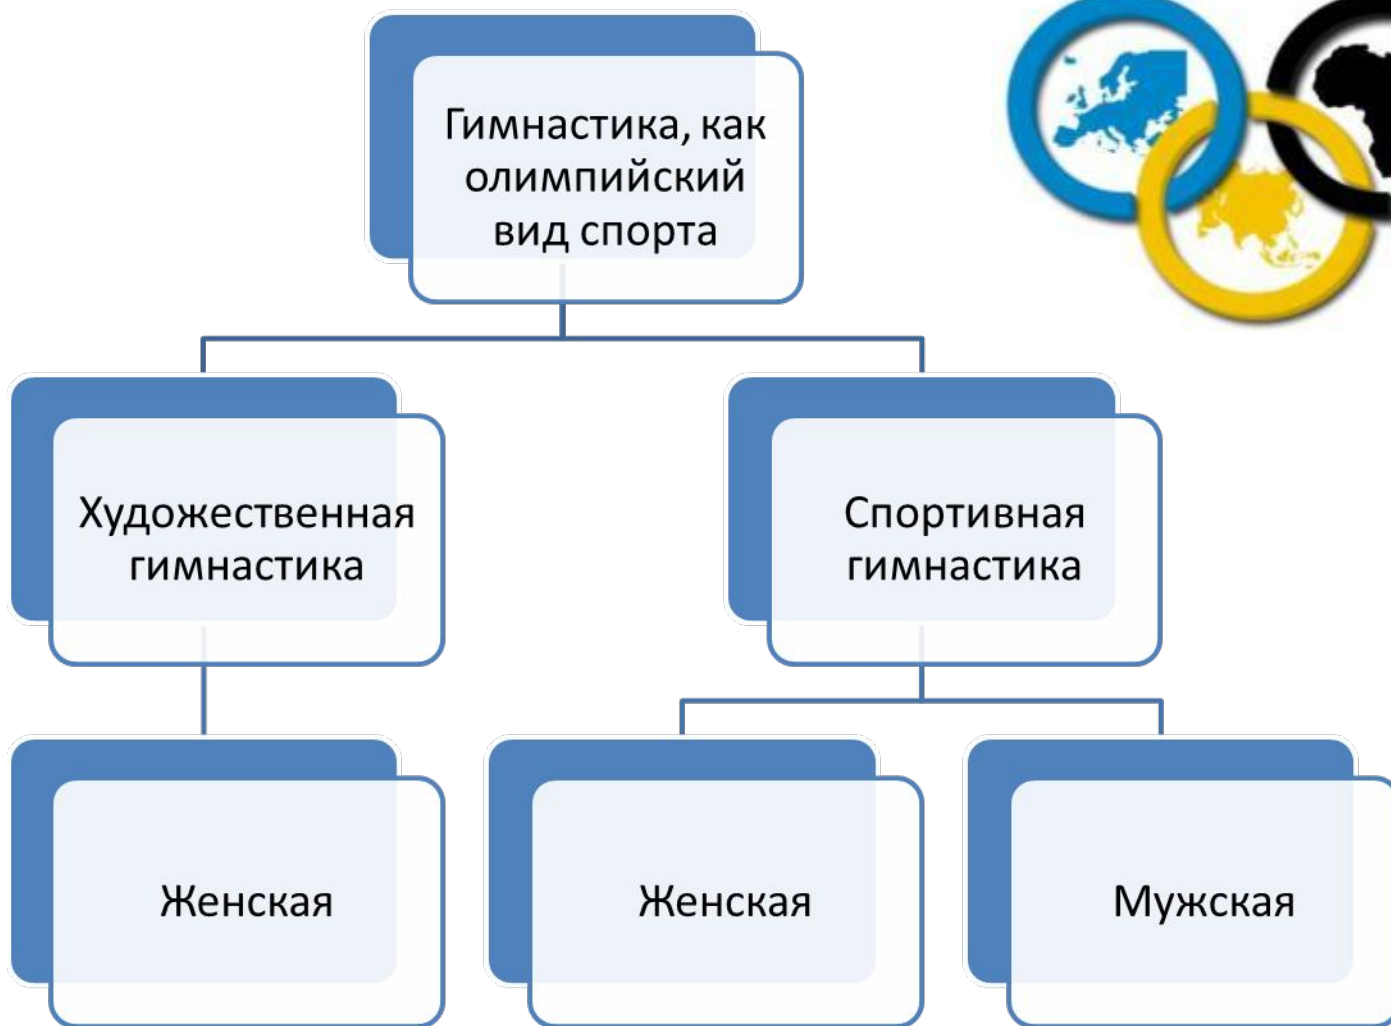 Гимнастика, как
олимпийский
вид спорта
Художественная
гимнастика
Спортивная
гимнастика
Женская
Женская
Мужская